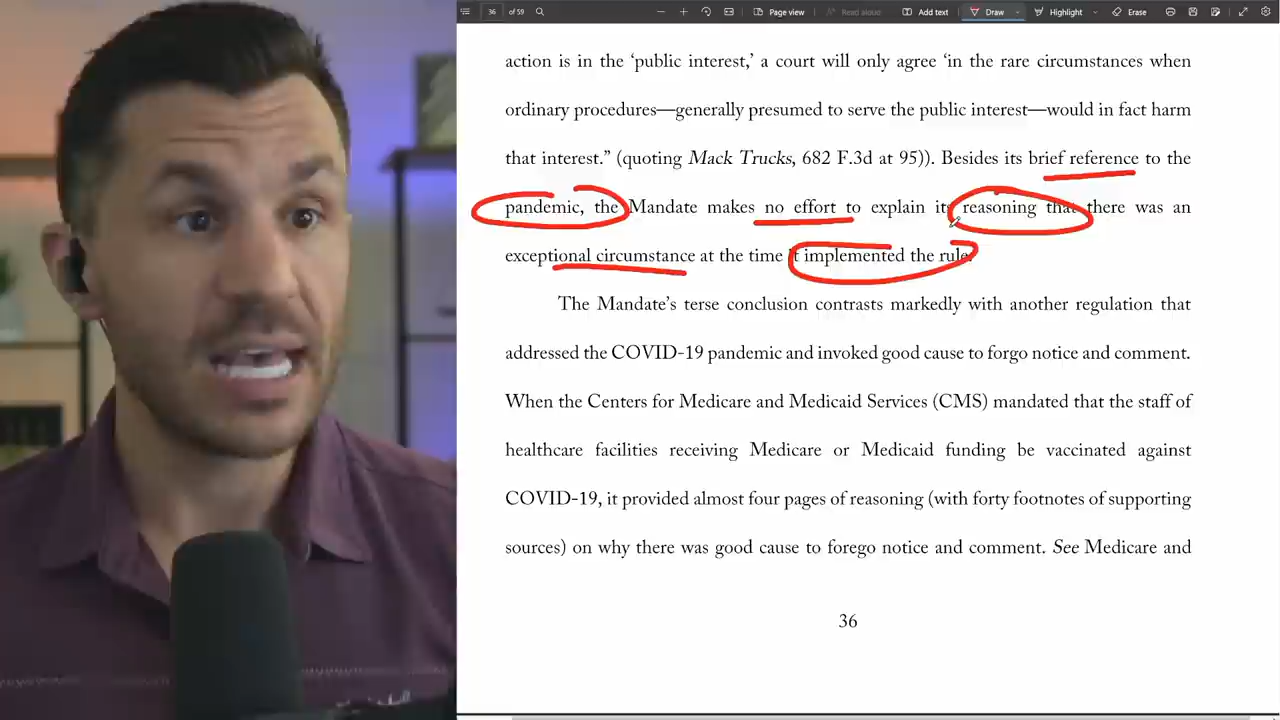 36 of 59 Page view Read aloud Add text Draw Highlight Erase
action is in the ‘public interest,’ a court will only agree ‘in the rare circumstances when
ordinary procedures—generally presumed to serve the public interest—would in fact harm
that interest.” (quoting Mack Trucks, 682 F.3d at 95)). Besides its brief reference to the
pandemic, the Mandate makes no effort to explain its reasoning that there was an
exceptional circumstance at the time it implemented the rule.
The Mandate’s terse conclusion contrasts markedly with another regulation that
addressed the COVID-19 pandemic and invoked good cause to forgo notice and comment.
When the Centers for Medicare and Medicaid Services (CMS) mandated that the staff of
healthcare facilities receiving Medicare or Medicaid funding be vaccinated against
COVID-19, it provided almost four pages of reasoning (with forty footnotes of supporting
sources) on why there was good cause to forego notice and comment. See Medicare and
36